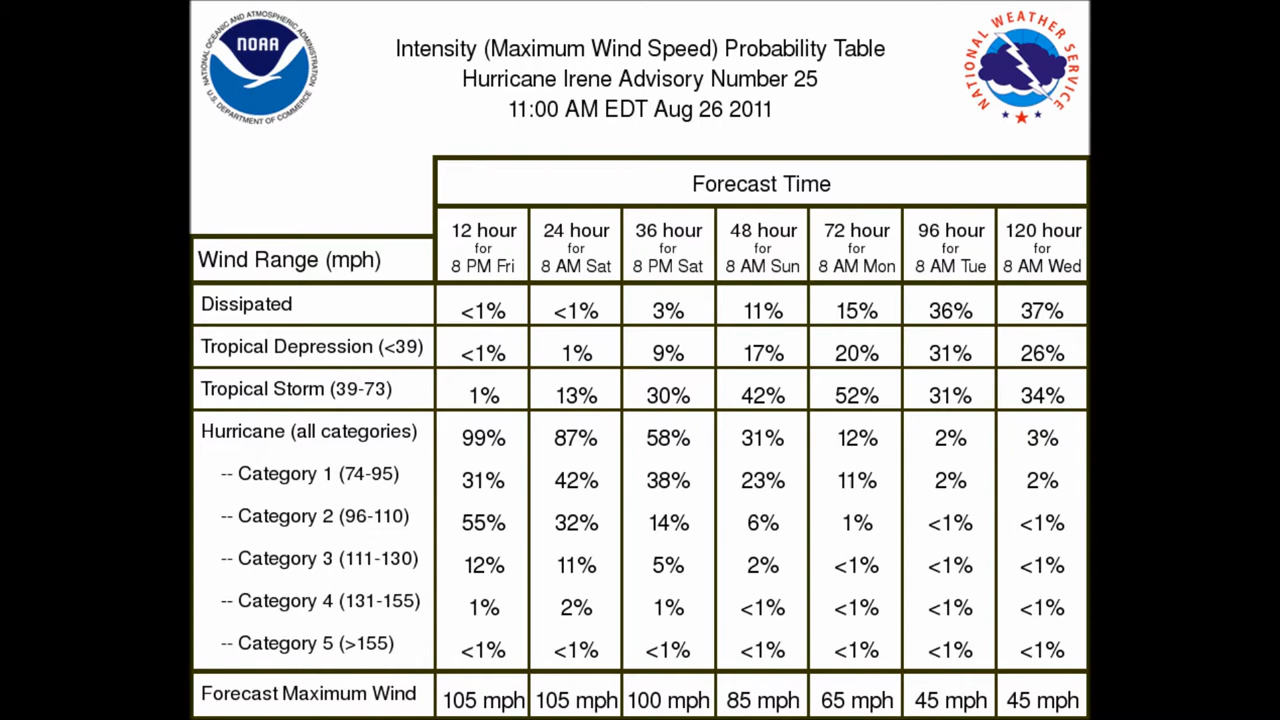 NATIONAL OCEANIC AND ATMOSPHERIC ADMINISTRATION
NOAA
U.S. DEPARTMENT OF COMMERCE
Intensity (Maximum Wind Speed) Probability Table
Hurricane Irene Advisory Number 25
11:00 AM EDT Aug 26 2011
NATIONAL WEATHER SERVICE
Forecast Time
12 hour 24 hour 36 hour 48 hour 72 hour 96 hour 120 hour
for for for for for for for
Wind Range (mph) 8 PM Fri 8 AM Sat 8 PM Sat 8 AM Sun 8 AM Mon 8 AM Tue 8 AM Wed
Dissipated <1% <1% 3% 11% 15% 36% 37%
Tropical Depression (<39) <1% 1% 9% 17% 20% 31% 26%
Tropical Storm (39-73) 1% 13% 30% 42% 52% 31% 34%
Hurricane (all categories) 99% 87% 58% 31% 12% 2% 3%
-- Category 1 (74-95) 31% 42% 38% 23% 11% 2% 2%
-- Category 2 (96-110) 55% 32% 14% 6% 1% <1% <1%
-- Category 3 (111-130) 12% 11% 5% 2% <1% <1% <1%
-- Category 4 (131-155) 1% 2% 1% <1% <1% <1% <1%
-- Category 5 (>155) <1% <1% <1% <1% <1% <1% <1%
Forecast Maximum Wind 105 mph 105 mph 100 mph 85 mph 65 mph 45 mph 45 mph